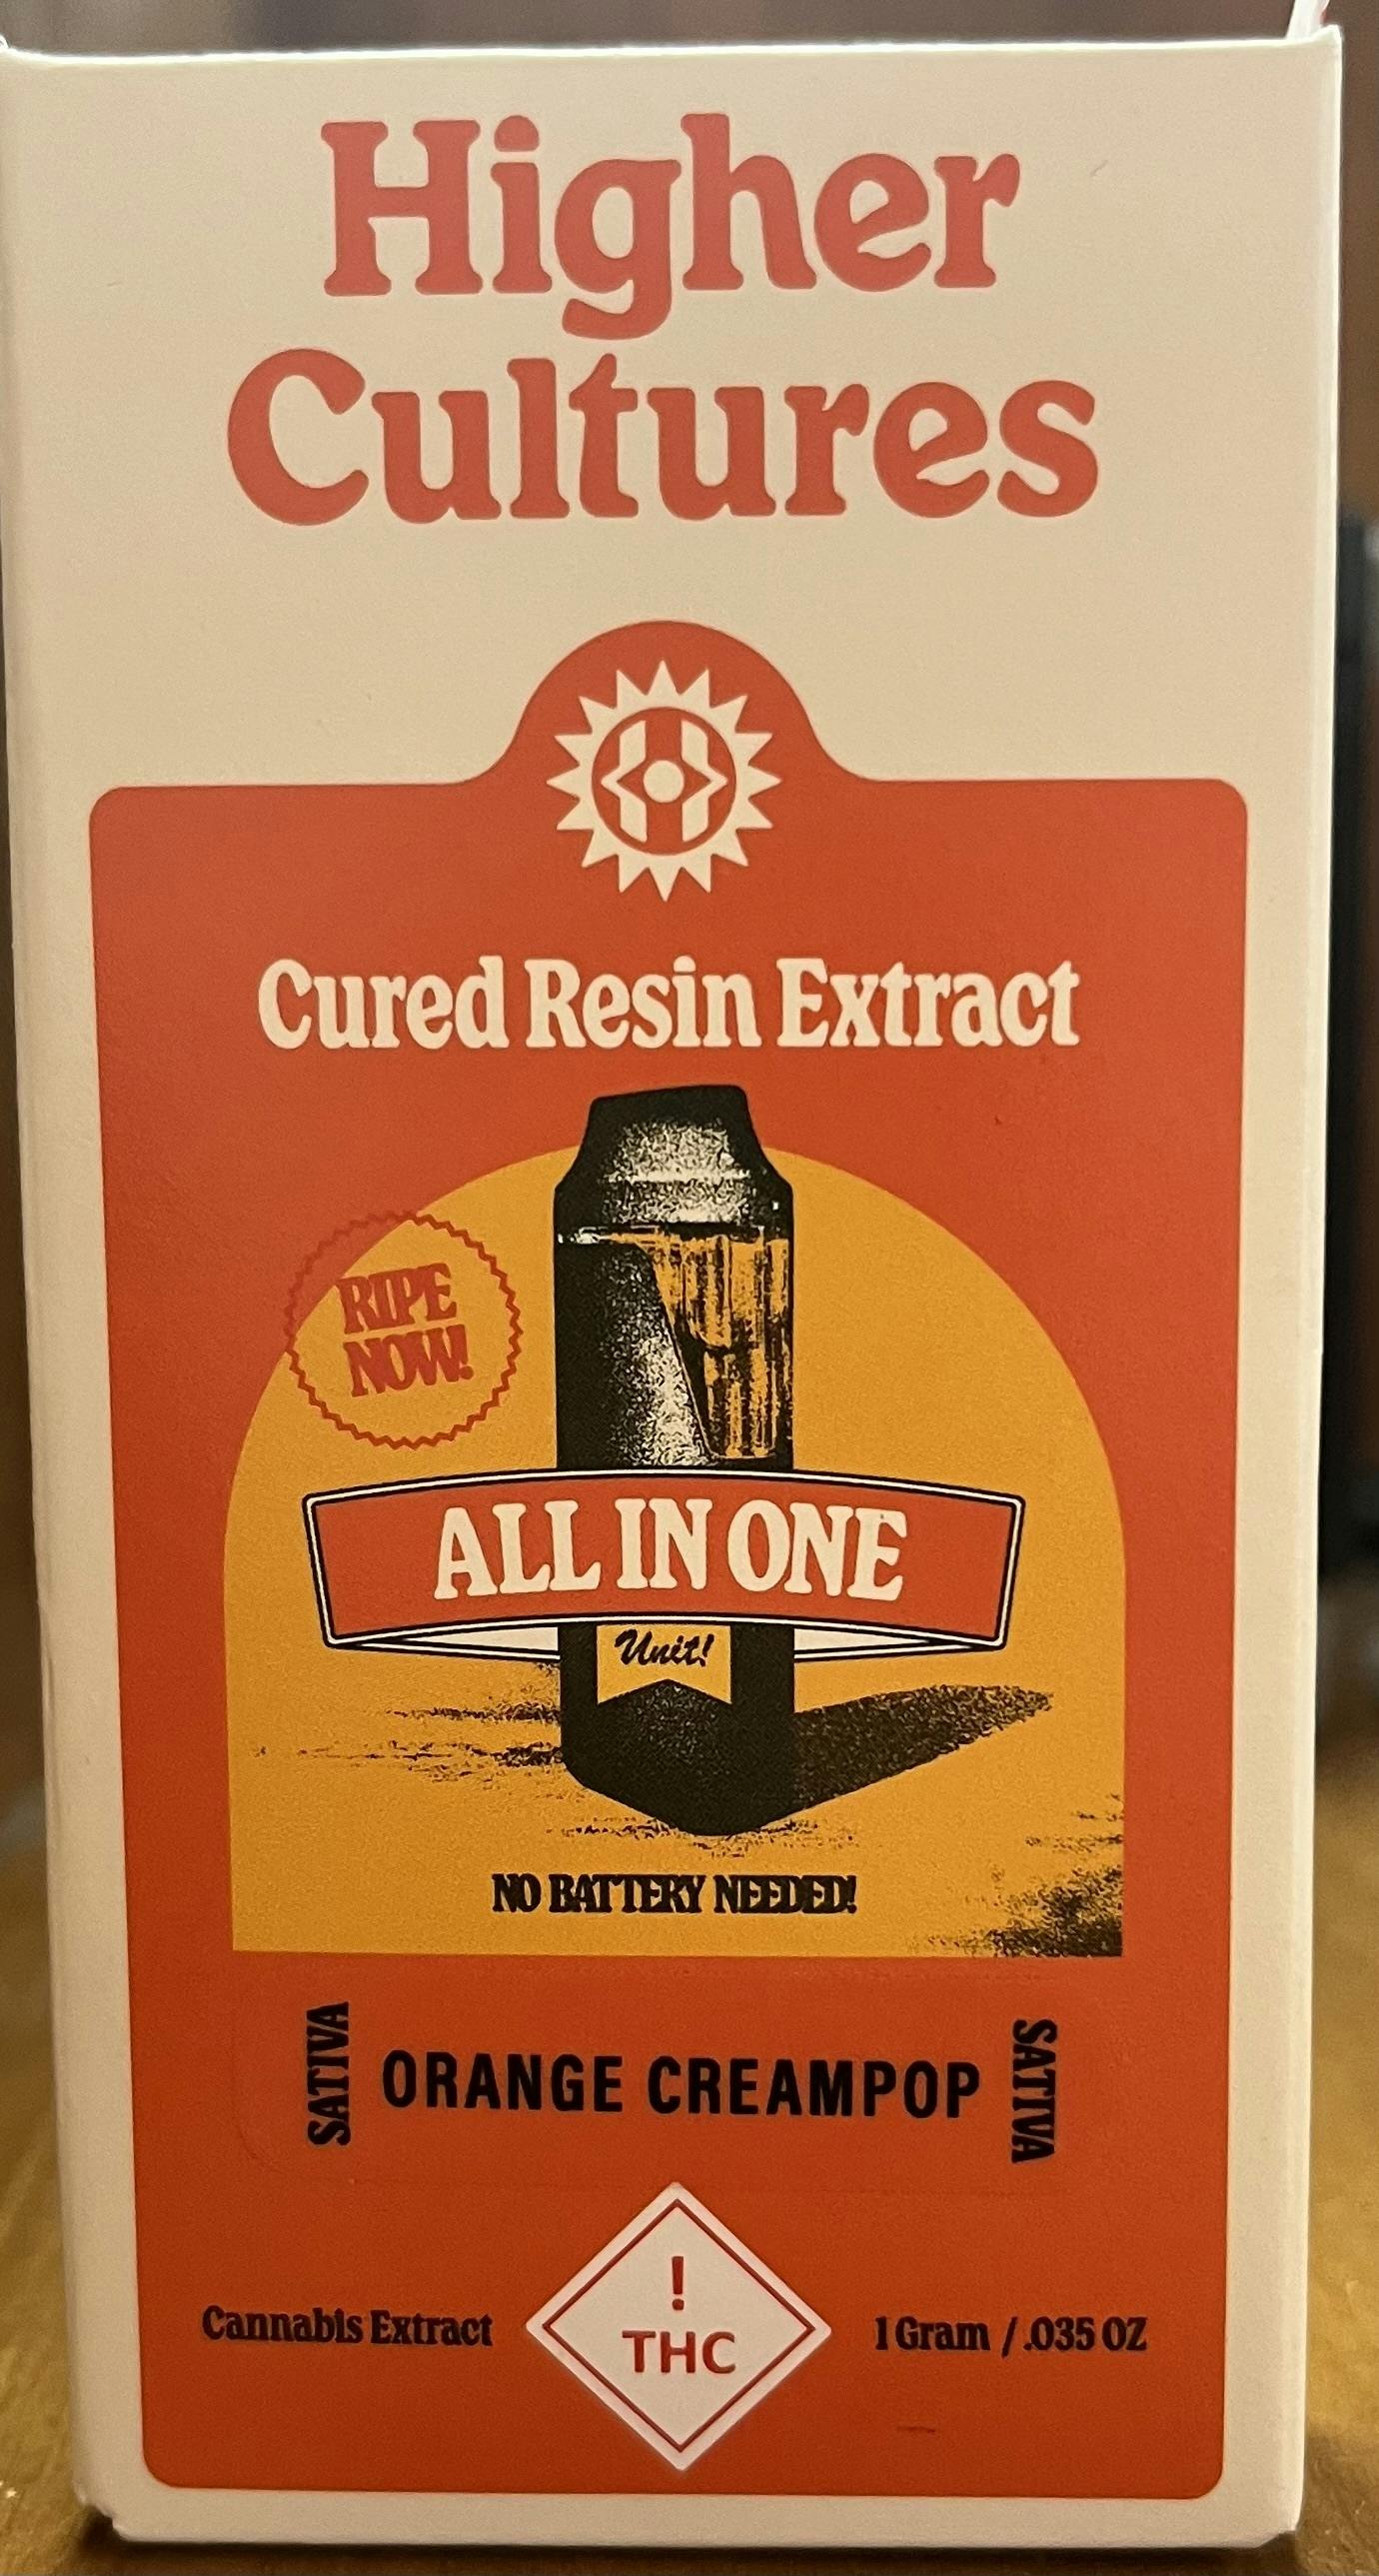 Higher
Cultures
Cured Resin Extract
RIPE
NOW!
ALL IN ONE
Unit!
NO BATTERY NEEDED!
SATIVA
ORANGE CREAMPOP
SATIVA
!
THC
Cannabis Extract
1 Gram / .035 OZ